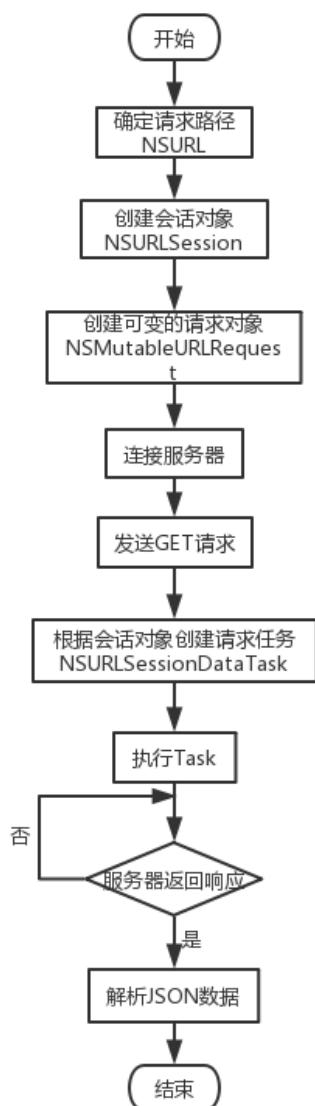 开始
确定请求路径
NSURL
创建会话对象
NSURLSession
创建可变的请求对象
NSMutableURLReques
t
连接服务器
发送GET请求
根据会话对象创建请求任务
NSURLSessionDataTask
执行Task
否
服务器返回响应
是
解析JSON数据
结束